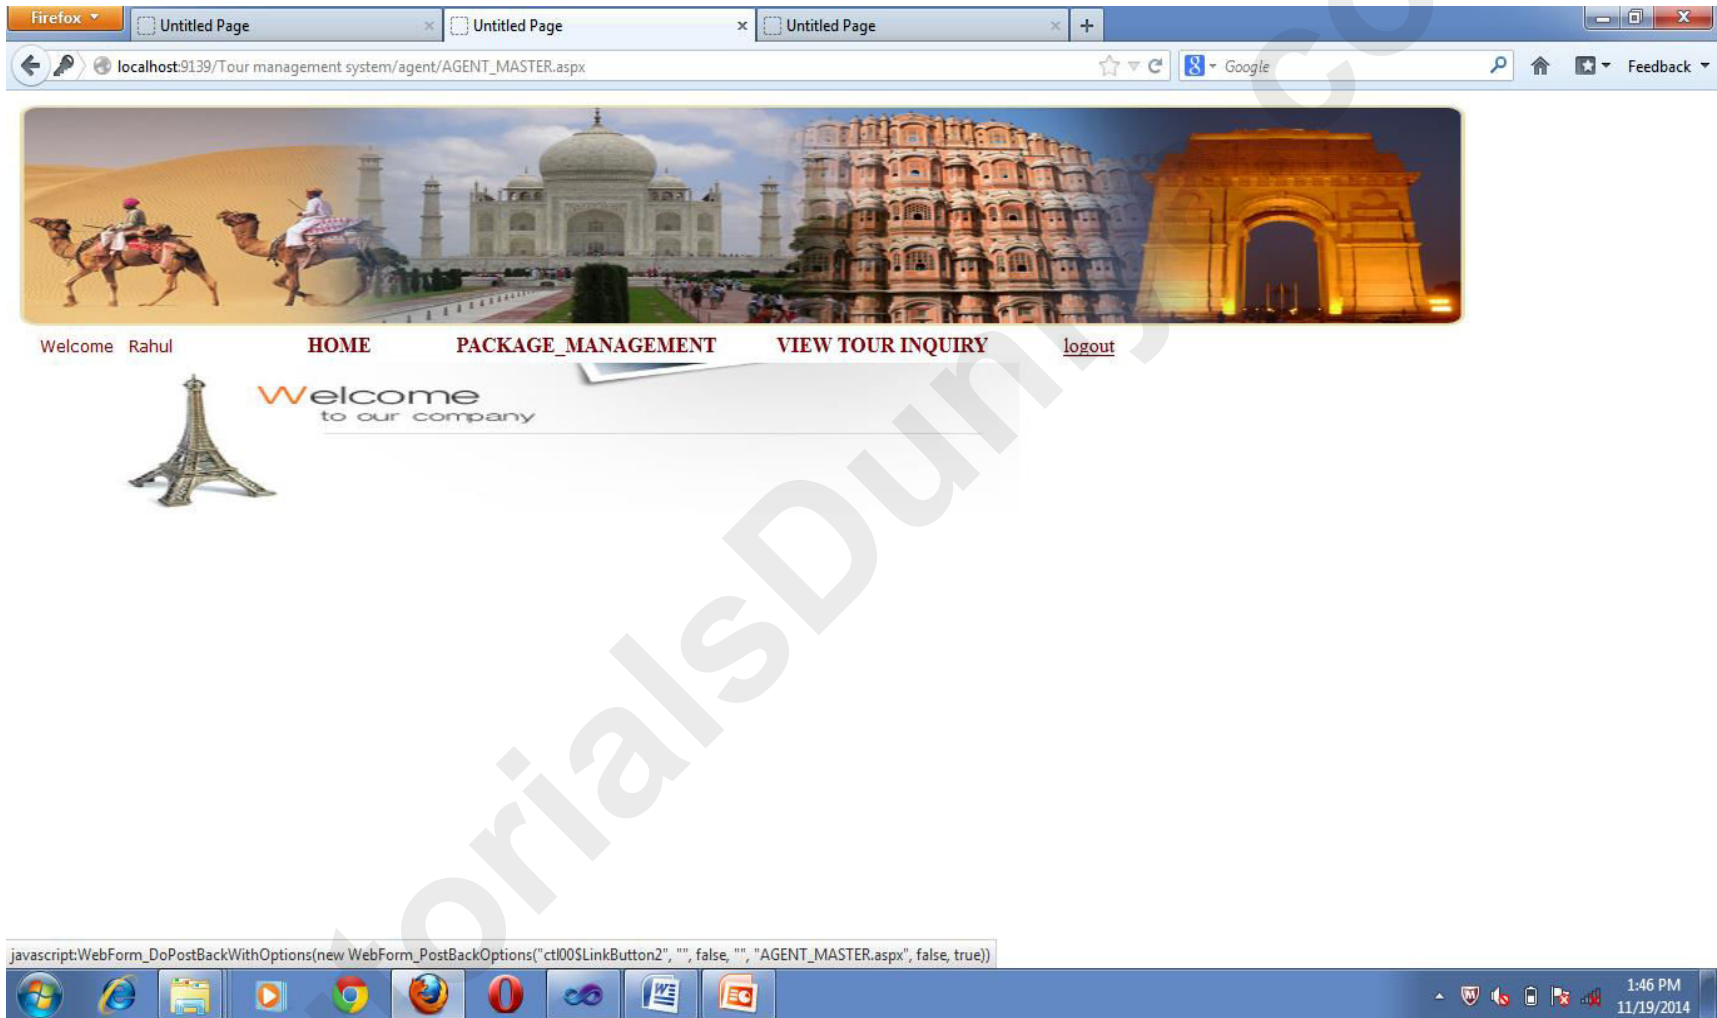 Firefox
Untitled Page
Untitled Page
Untitled Page
localhost:9139/Tour management system/agent/AGENT_MASTER.aspx
Google
Feedback
Welcome Rahul
HOME
PACKAGE_MANAGEMENT
VIEW TOUR INQUIRY
logout
Welcome
to our company
torialsDuniya.co
javascript:WebForm_DoPostBackWithOptions(new WebForm_PostBackOptions("ctl00$LinkButton2", "", false, "", "AGENT_MASTER.aspx", false, true))
1:46 PM
11/19/2014